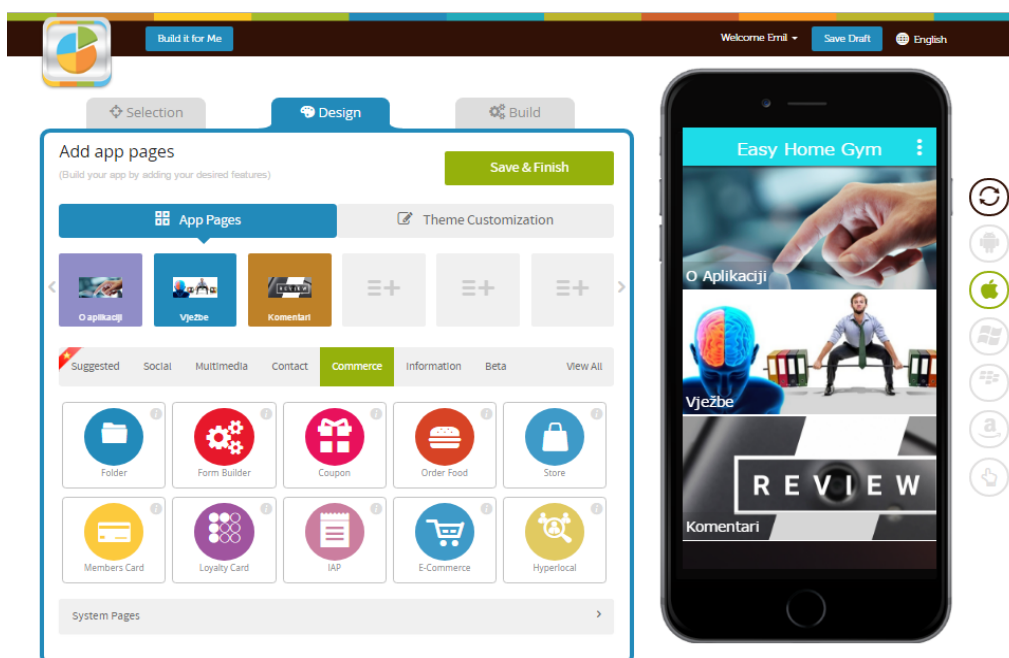 Build it for Me
Welcome Emil
Save Draft
English
Selection
Design
Build
Add app pages
(Build your app by adding your desired features)
Save & Finish
App Pages
Theme Customization
O aplikaciji
Vježbe
Komentari
REVIEW
Suggested
Social
Multimedia
Contact
Commerce
Information
Beta
View All
Folder
Form Builder
Coupon
Order Food
Store
Members Card
Loyalty Card
IAP
E-Commerce
Hyperlocal
System Pages
Easy Home Gym
O Aplikaciji
Vježbe
REVIEW
Komentari